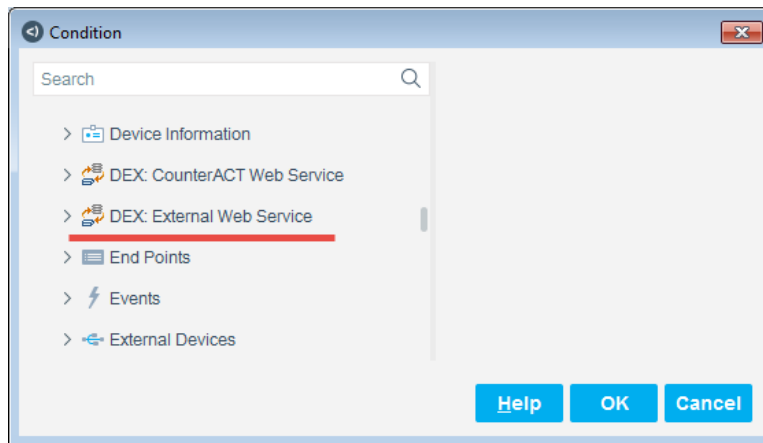 Condition
Search
Device Information
DEX: CounterACT Web Service
DEX: External Web Service
End Points
Events
External Devices
Help OK Cancel